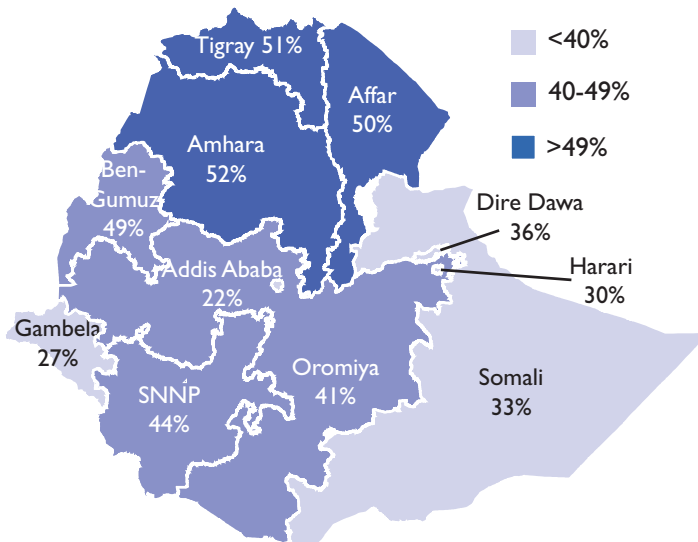 Tigray 51%
<40%
40-49%
>49%
Affar
50%
Amhara
52%
Ben-
Gumuz
49%
Dire Dawa
36%
Addis Ababa
22%
Harari
30%
Gambela
27%
Oromiya
41%
Somali
33%
SNNP
44%